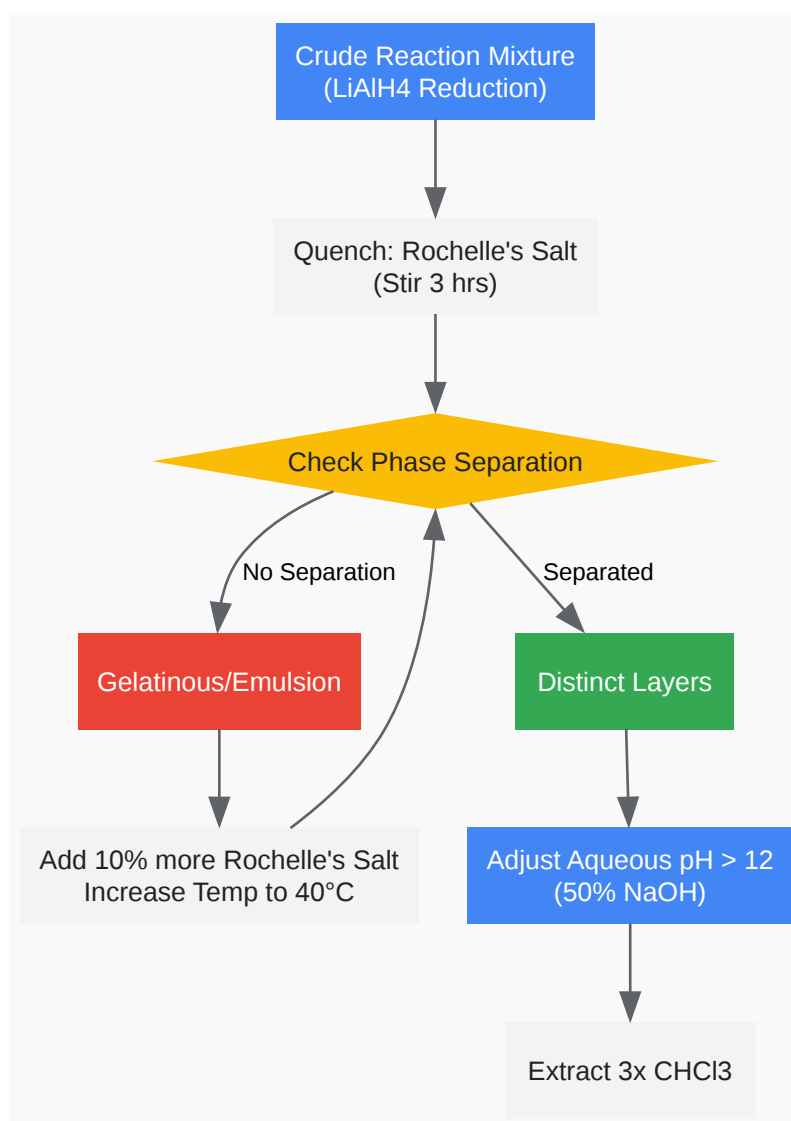 Crude Reaction Mixture
(LiAlH4 Reduction)
Quench: Rochelle's Salt
(Stir 3 hrs)
Check Phase Separation
No Separation
Separated
Gelatinous/Emulsion
Distinct Layers
Add 10% more Rochelle's Salt
Increase Temp to 40°C
Adjust Aqueous pH > 12
(50% NaOH)
Extract 3x CHCl3